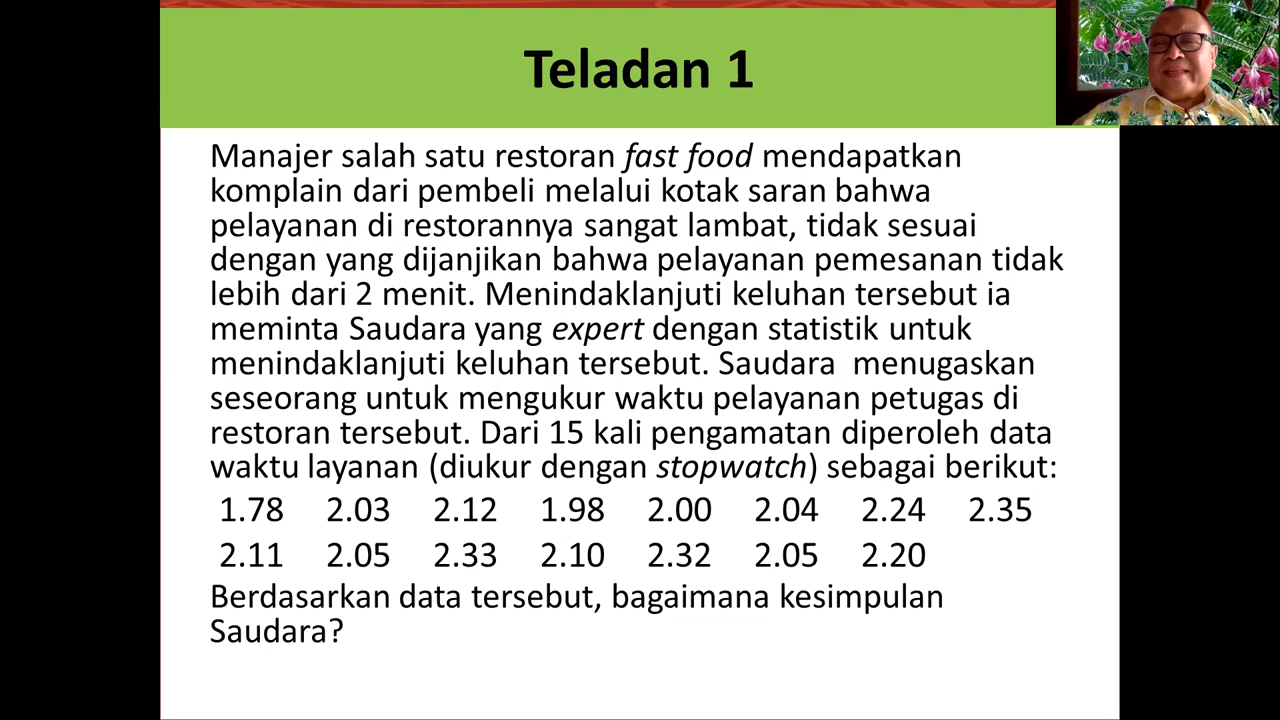 Teladan 1
Manajer salah satu restoran fast food mendapatkan
komplain dari pembeli melalui kotak saran bahwa
pelayanan di restorannya sangat lambat, tidak sesuai
dengan yang dijanjikan bahwa pelayanan pemesanan tidak
lebih dari 2 menit. Menindaklanjuti keluhan tersebut ia
meminta Saudara yang expert dengan statistik untuk
menindaklanjuti keluhan tersebut. Saudara menugaskan
seseorang untuk mengukur waktu pelayanan petugas di
restoran tersebut. Dari 15 kali pengamatan diperoleh data
waktu layanan (diukur dengan stopwatch) sebagai berikut:
1.78 2.03 2.12 1.98 2.00 2.04 2.24 2.35
2.11 2.05 2.33 2.10 2.32 2.05 2.20
Berdasarkan data tersebut, bagaimana kesimpulan
Saudara?